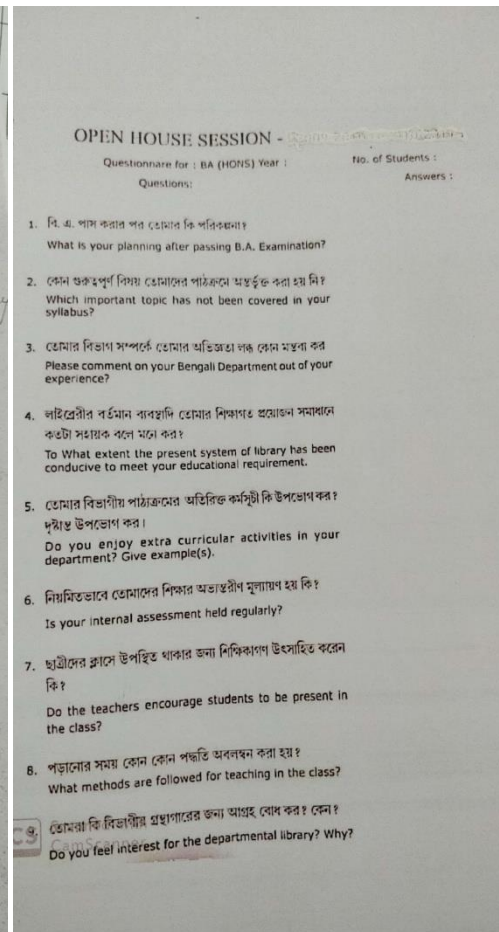 OPEN HOUSE SESSION -
Questionnare for : BA (HONS) Year :
No. of Students :
Questions:
Answers :
1. বি. এ. পাস করার পর তোমার কি পরিকল্পনা?
What is your planning after passing B.A. Examination?
2. কোন গুরুত্বপূর্ণ বিষয় তোমাদের পাঠক্রমে অন্তর্ভুক্ত করা হয় নি?
Which important topic has not been covered in your
syllabus?
3. তোমার বিভাগ সম্পর্কে তোমার অভিজ্ঞতা লব্ধ কোন মন্তব্য কর
Please comment on your Bengali Department out of your
experience?
4. লাইব্রেরীর বর্তমান ব্যবস্থাদি তোমার শিক্ষাগত প্রয়োজন সমাধানে
কতটা সহায়ক বলে মনে কর?
To What extent the present system of library has been
conducive to meet your educational requirement.
5. তোমার বিভাগীয় পাঠ্যক্রমের অতিরিক্ত কর্মসূচী কি উপভোগ কর?
দৃষ্টান্ত উপভোগ কর।
Do you enjoy extra curricular activities in your
department? Give example(s).
6. নিয়মিতভাবে তোমাদের শিক্ষার অভ্যন্তরীণ মূল্যায়ণ হয় কি?
Is your internal assessment held regularly?
7. ছাত্রীদের ক্লাসে উপস্থিত থাকার জন্য শিক্ষিকাগণ উৎসাহিত করেন
কি?
Do the teachers encourage students to be present in
the class?
8. পড়ানোর সময় কোন কোন পদ্ধতি অবলম্বন করা হয়?
What methods are followed for teaching in the class?
9. তোমরা কি বিভাগীয় গ্রন্থাগারের জন্য আগ্রহ বোধ কর? কেন?
CS CamScanner
Do you feel interest for the departmental library? Why?